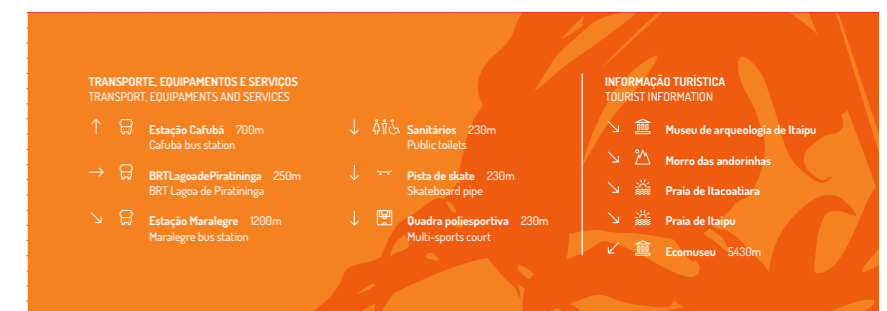 TRANSPORTE, EQUIPAMENTOS E SERVIÇOS
TRANSPORT, EQUIPAMENTS AND SERVICES
Estação Cafubá 700m
Cafubá bus station
BRTLagoadePiratininga 250m
BRT Lagoa de Piratininga
Estação Maralegre 1200m
Maralegre bus station
Sanitários 230m
Public toilets
Pista de skate 230m
Skateboard pipe
Quadra poliesportiva 230m
Multi-sports court
INFORMAÇÃO TURÍSTICA
TOURIST INFORMATION
Museu de arqueologia de Itaipu
Morro das andorinhas
Praia de Itacoatiara
Praia de Itaipu
Ecomuseu 5430m